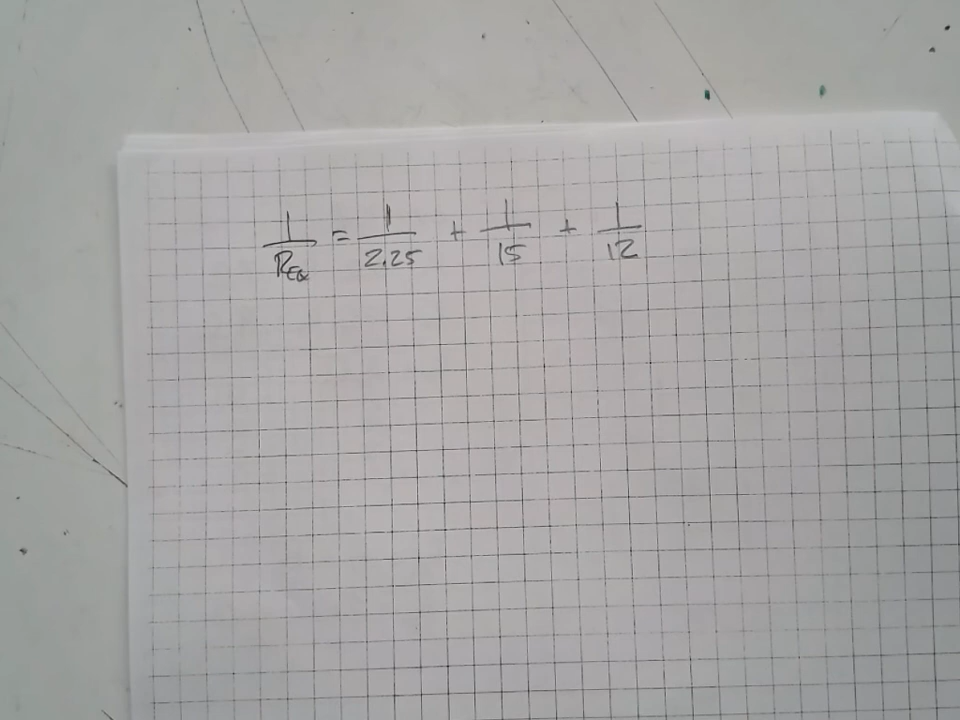 1/R_EQ = 1/2.25 + 1/15 + 1/12